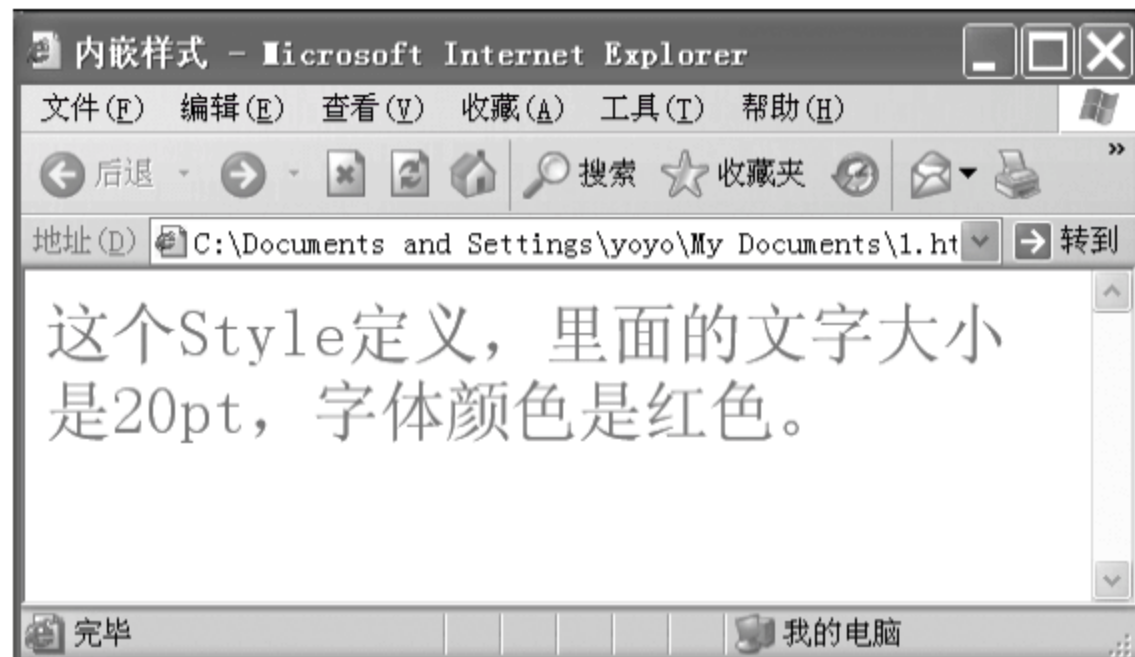 内嵌样式 - Microsoft Internet Explorer
文件(F) 编辑(E) 查看(V) 收藏(A) 工具(T) 帮助(H)
后退 搜索 收藏夹 »
地址(D) C:\Documents and Settings\yoyo\My Documents\1.ht 转到
这个Style定义，里面的文字大小
是20pt，字体颜色是红色。
完毕 我的电脑